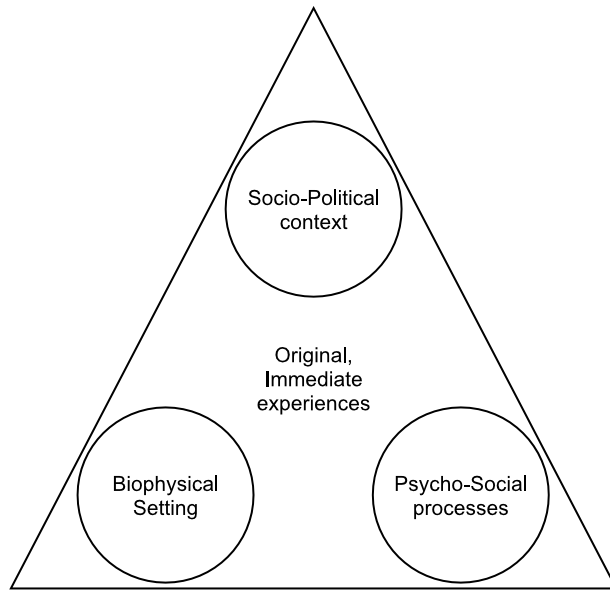 Socio-Political
context
Original,
Immediate
experiences
Biophysical
Setting
Psycho-Social
processes